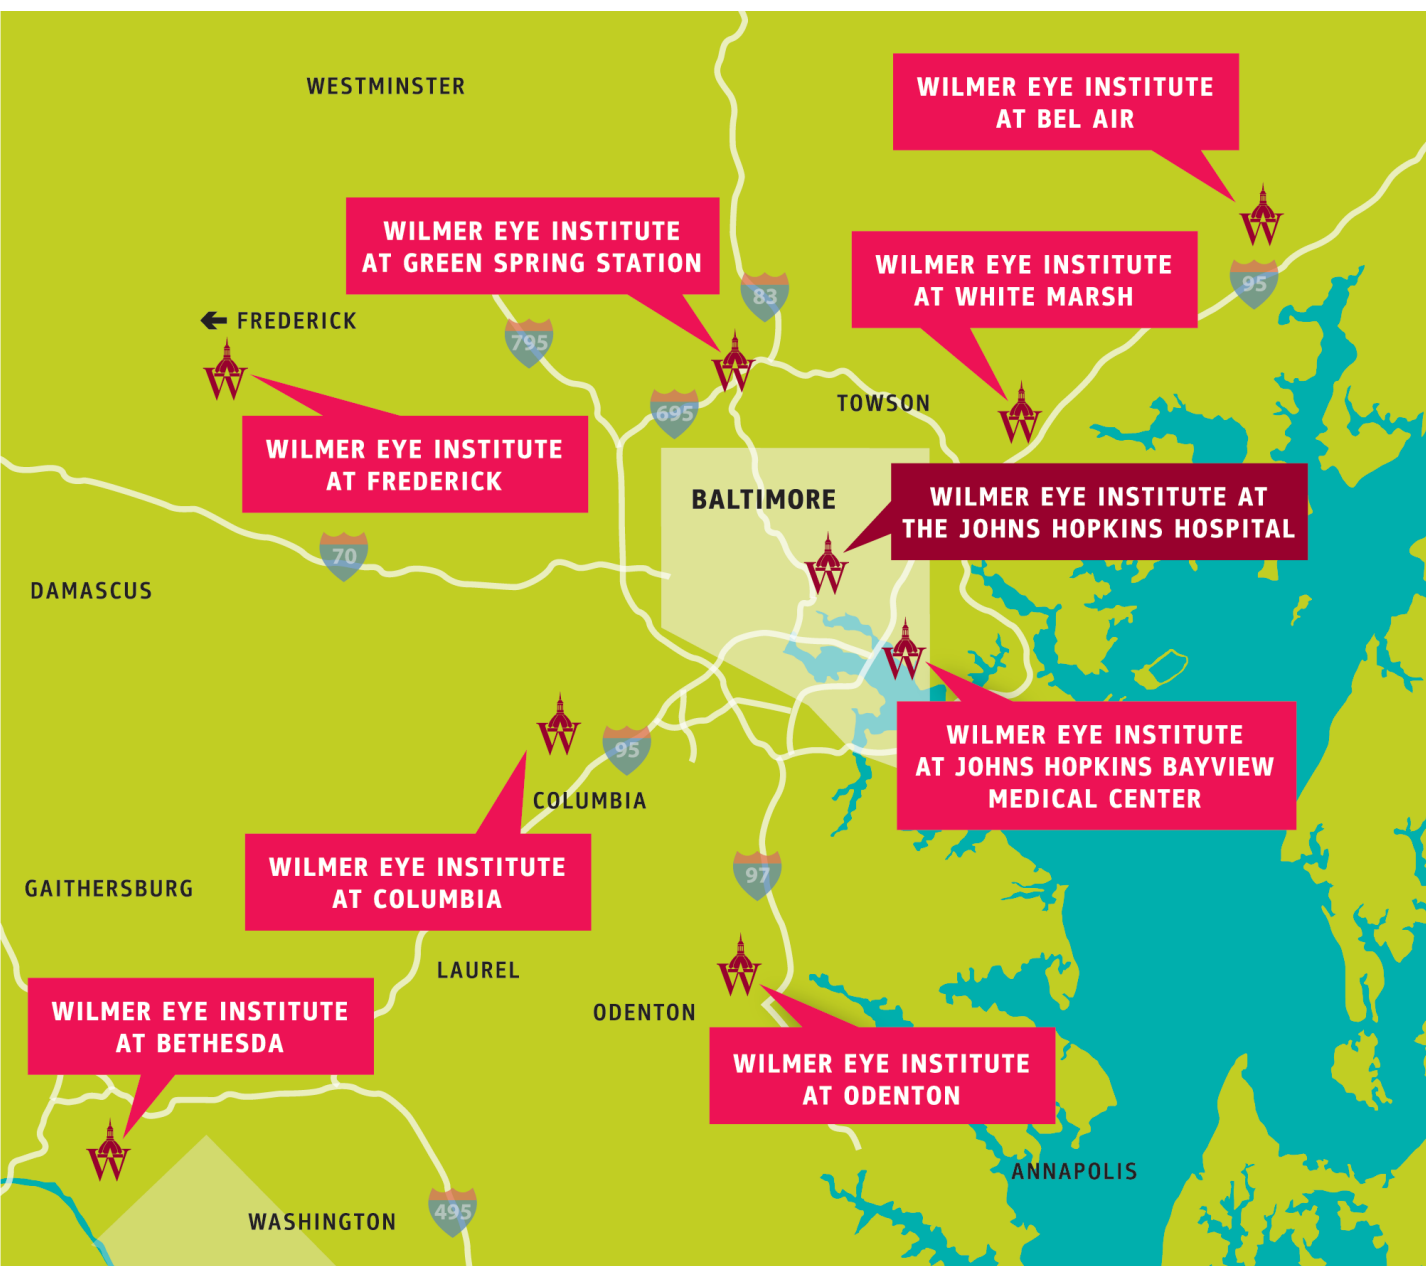 WESTMINSTER
WILMER EYE INSTITUTE
AT BEL AIR
W
WILMER EYE INSTITUTE
AT GREEN SPRING STATION
WILMER EYE INSTITUTE
AT WHITE MARSH
83
95
FREDERICK
795
W
W
695
TOWSON
W
WILMER EYE INSTITUTE
AT FREDERICK
BALTIMORE
WILMER EYE INSTITUTE AT
THE JOHNS HOPKINS HOSPITAL
70
W
DAMASCUS
W
W
95
WILMER EYE INSTITUTE
AT JOHNS HOPKINS BAYVIEW
MEDICAL CENTER
COLUMBIA
WILMER EYE INSTITUTE
AT COLUMBIA
97
GAITHERSBURG
LAUREL
W
ODENTON
WILMER EYE INSTITUTE
AT BETHESDA
WILMER EYE INSTITUTE
AT ODENTON
W
ANNAPOLIS
WASHINGTON
495